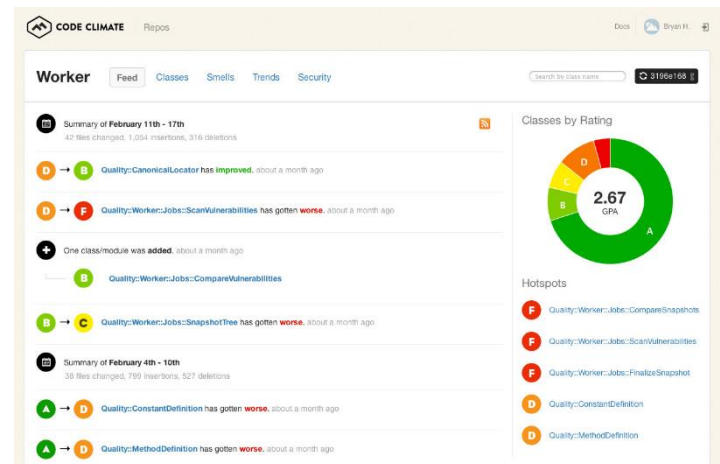 CODE CLIMATE
Repos
Docs
Bryan H.
Worker
Feed
Classes
Smells
Trends
Security
Search by class name
3196e168
Summary of February 11th - 17th
42 files changed, 1,054 insertions, 316 deletions
D → B Quality::CanonicalLocator has improved. about a month ago
D → F Quality::Worker::Jobs::ScanVulnerabilities has gotten worse. about a month ago
One class/module was added. about a month ago
B Quality::Worker::Jobs::CompareVulnerabilities
B → C Quality::Worker::Jobs::SnapshotTree has gotten worse. about a month ago
Summary of February 4th - 10th
38 files changed, 799 insertions, 527 deletions
A → D Quality::ConstantDefinition has gotten worse. about a month ago
A → D Quality::MethodDefinition has gotten worse. about a month ago
Classes by Rating
D
C
B
2.67
GPA
A
Hotspots
F Quality::Worker::Jobs::CompareSnapshots
F Quality::Worker::Jobs::ScanVulnerabilities
F Quality::Worker::Jobs::FinalizeSnapshot
D Quality::ConstantDefinition
D Quality::MethodDefinition